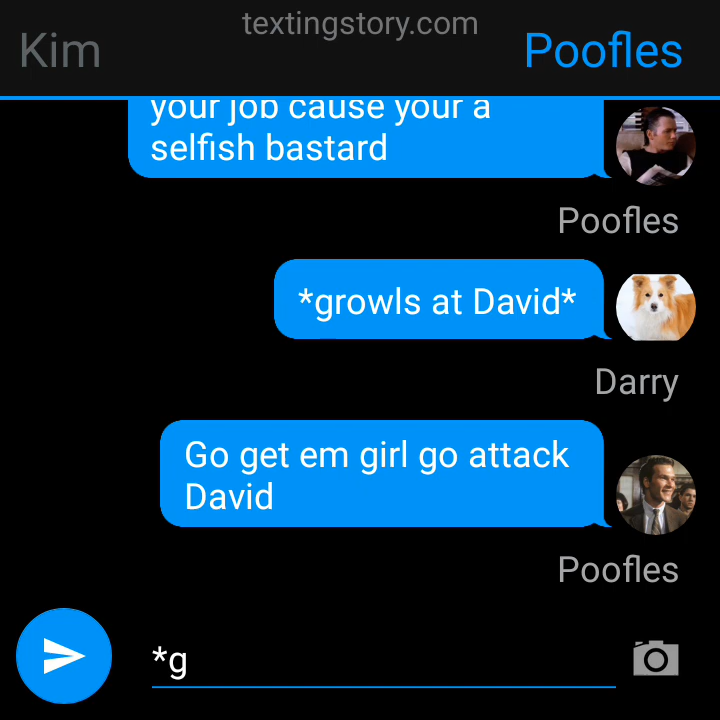 textingstory.com
Kim
Poofles
your job cause your a
selfish bastard
Poofles
*growls at David*
Darry
Go get em girl go attack
David
Poofles
*g